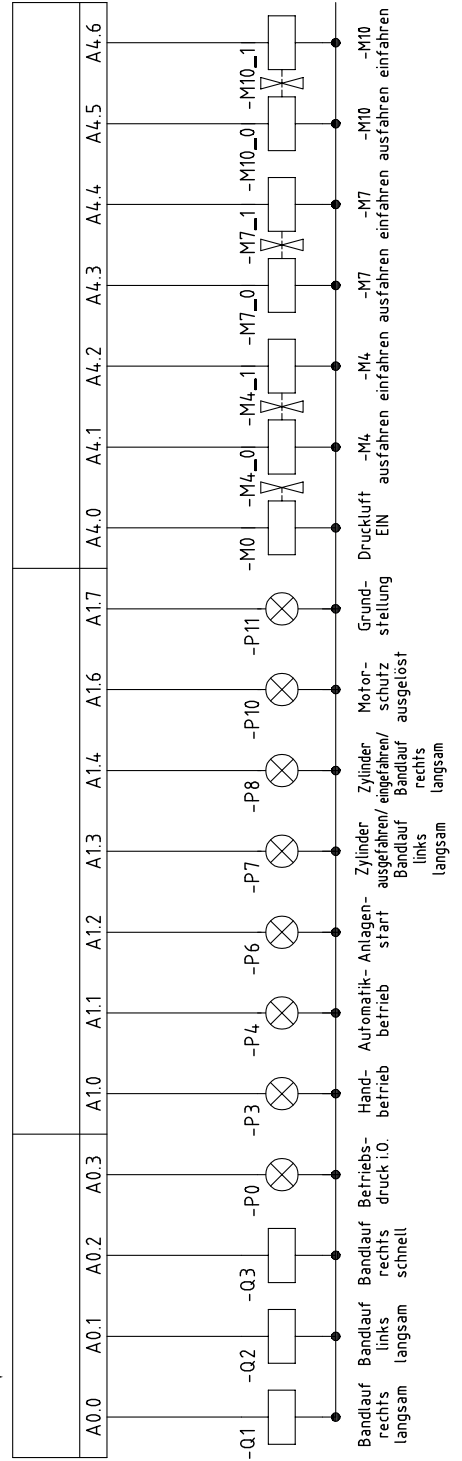 A0.0 A0.1 A0.2 A0.3 A1.0 A1.1 A1.2 A1.3 A1.4 A1.6 A1.7 A4.0 A4.1 A4.2 A4.3 A4.4 A4.5 A4.6
-Q1 -Q2 -Q3 -P0 -P3 -P4 -P6 -P7 -P8 -P10 -P11 -M0 -M4_0 -M4_1 -M7_0 -M7_1 -M10_0 -M10_1
Bandlauf
rechts
langsam
Bandlauf
links
langsam
Bandlauf
rechts
schnell
Betriebs-
druck i.O.
Hand-
betrieb
Automatik-
betrieb
Anlagen-
start
Zylinder
ausgefahren/
Bandlauf
links
langsam
Zylinder
eingefahren/
Bandlauf
rechts
langsam
Motor-
schutz
ausgelöst
Grund-
stellung
Druckluft
EIN
-M4
ausfahren
-M4
einfahren
-M7
ausfahren
-M7
einfahren
-M10
ausfahren
-M10
einfahren